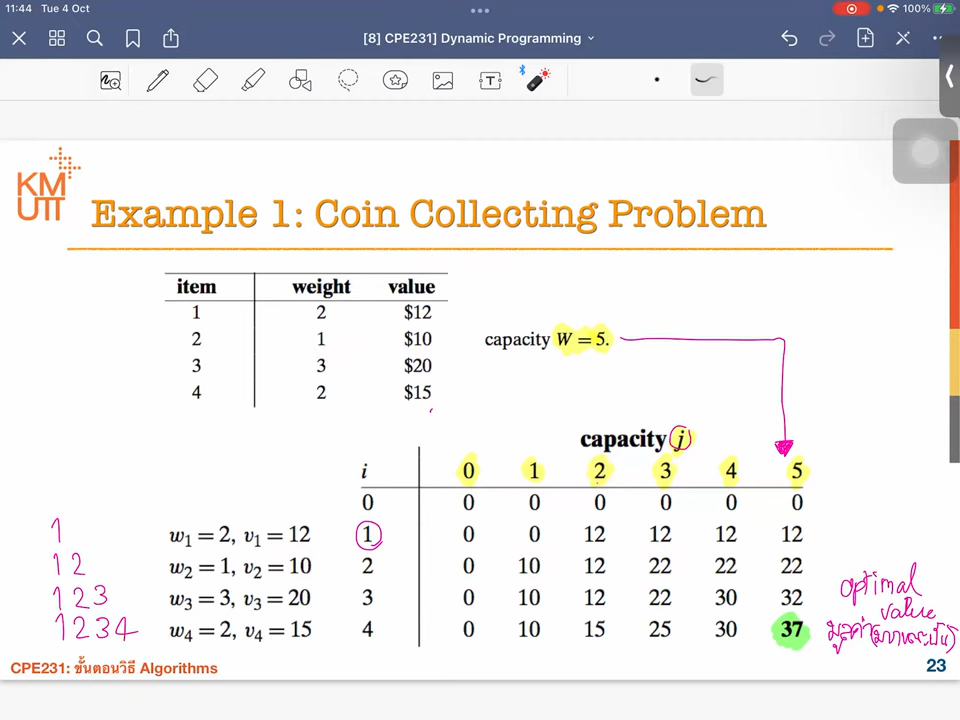 11:44 Tue 4 Oct
100%
[8] CPE231] Dynamic Programming
KM
UTT
Example 1: Coin Collecting Problem
item weight value
1 2 $12
2 1 $10
3 3 $20
4 2 $15
capacity W = 5.
capacity j
i 0 1 2 3 4 5
0 0 0 0 0 0 0
1 w₁ = 2, v₁ = 12 1 0 0 12 12 12 12
1 2 w₂ = 1, v₂ = 10 2 0 10 12 22 22 22
1 2 3 w₃ = 3, v₃ = 20 3 0 10 12 22 30 32
1 2 3 4 w₄ = 2, v₄ = 15 4 0 10 15 25 30 37
optimal
value
มูลค่า
CPE231: ขั้นตอนวิธี Algorithms
23